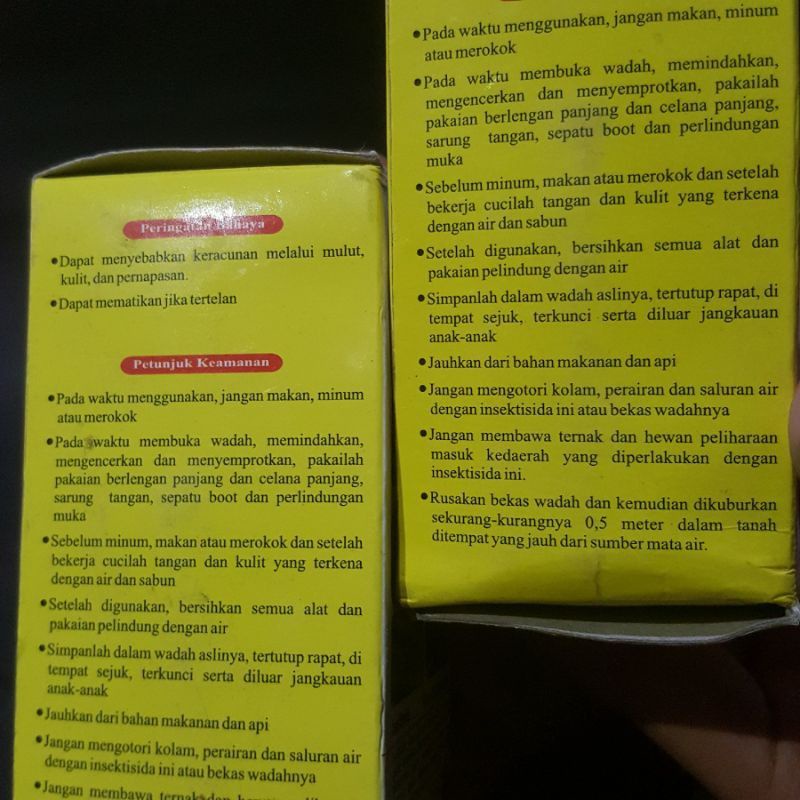 Peringatan Bahaya
•Dapat menyebabkan keracunan melalui mulut,
kulit, dan pernapasan.
•Dapat mematikan jika tertelan
Petunjuk Keamanan
•Pada waktu menggunakan, jangan makan, minum
atau merokok
•Pada waktu membuka wadah, memindahkan,
mengencerkan dan menyemprotkan, pakailah
pakaian berlengan panjang dan celana panjang,
sarung tangan, sepatu boot dan perlindungan
muka
•Sebelum minum, makan atau merokok dan setelah
bekerja cucilah tangan dan kulit yang terkena
dengan air dan sabun
•Setelah digunakan, bersihkan semua alat dan
pakaian pelindung dengan air
•Simpanlah dalam wadah aslinya, tertutup rapat, di
tempat sejuk, terkunci serta diluar jangkauan
anak-anak
•Jauhkan dari bahan makanan dan api
•Jangan mengotori kolam, perairan dan saluran air
dengan insektisida ini atau bekas wadahnya
•Jangan membawa ternak dan
•Pada waktu menggunakan, jangan makan, minum
atau merokok
•Pada waktu membuka wadah, memindahkan,
mengencerkan dan menyemprotkan, pakailah
pakaian berlengan panjang dan celana panjang,
sarung tangan, sepatu boot dan perlindungan
muka
•Sebelum minum, makan atau merokok dan setelah
bekerja cucilah tangan dan kulit yang terkena
dengan air dan sabun
•Setelah digunakan, bersihkan semua alat dan
pakaian pelindung dengan air
•Simpanlah dalam wadah aslinya, tertutup rapat, di
tempat sejuk, terkunci serta diluar jangkauan
anak-anak
•Jauhkan dari bahan makanan dan api
•Jangan mengotori kolam, perairan dan saluran air
dengan insektisida ini atau bekas wadahnya
•Jangan membawa ternak dan hewan peliharaan
masuk kedaerah yang diperlakukan dengan
insektisida ini.
•Rusakan bekas wadah dan kemudian dikuburkan
sekurang-kurangnya 0,5 meter dalam tanah
ditempat yang jauh dari sumber mata air.